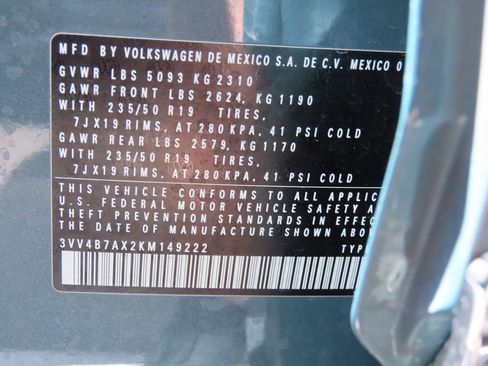 MFD BY VOLKSWAGEN DE MEXICO S.A. DE C.V. MEXICO
GVWR LBS 5093 KG 2310
GAWR FRONT LBS 2624, KG 1190
WITH 235/50 R19 TIRES,
7JX19 RIMS, AT 280 KPA, 41 PSI COLD
GAWR REAR LBS 2579, KG 1170
WITH 235/50 R19 TIRES,
7JX19 RIMS, AT 280 KPA, 41 PSI COLD
THIS VEHICLE CONFORMS TO ALL APPLIC
U.S. FEDERAL MOTOR VEHICLE SAFETY A
THEFT PREVENTION STANDARDS IN EFFEC
THE DATE OF MANUFACTURE SHOWN ABOVE
3VV4B7AX2KM149222 TYPE